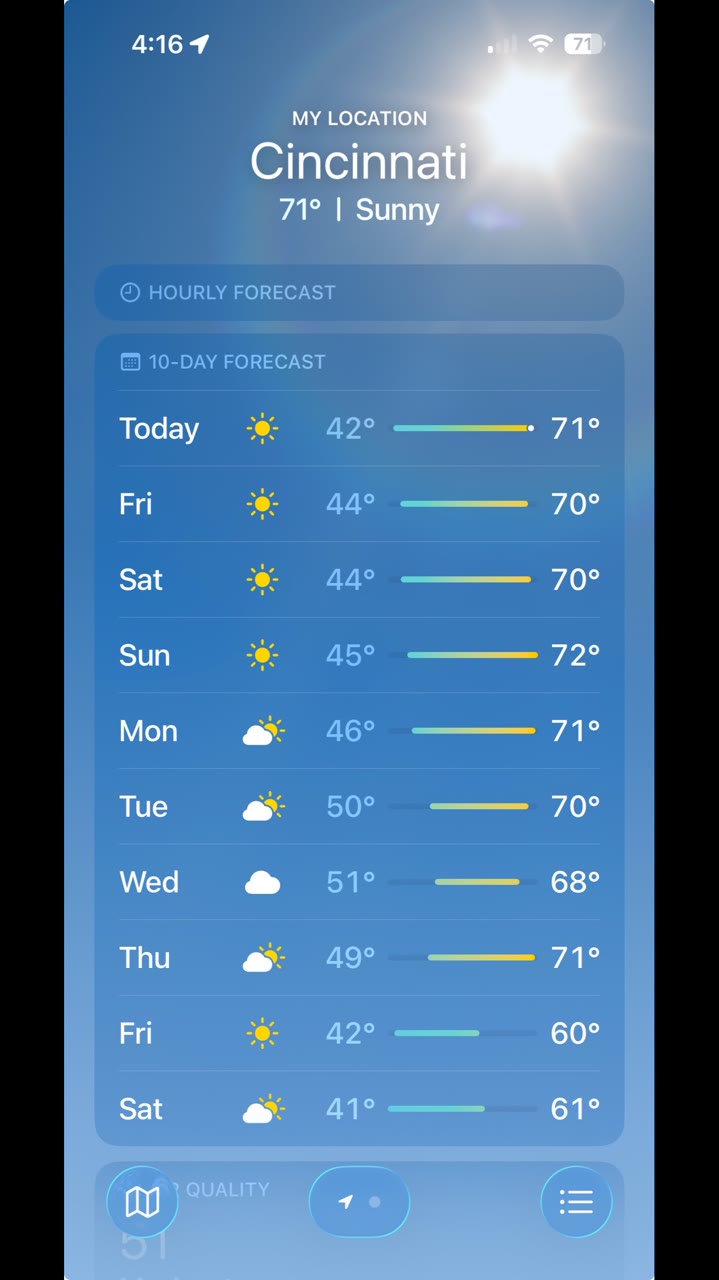 4:16 71
MY LOCATION
Cincinnati
71° | Sunny
HOURLY FORECAST
10-DAY FORECAST
Today 42° 71°
Fri 44° 70°
Sat 44° 70°
Sun 45° 72°
Mon 46° 71°
Tue 50° 70°
Wed 51° 68°
Thu 49° 71°
Fri 42° 60°
Sat 41° 61°
QUALITY
51